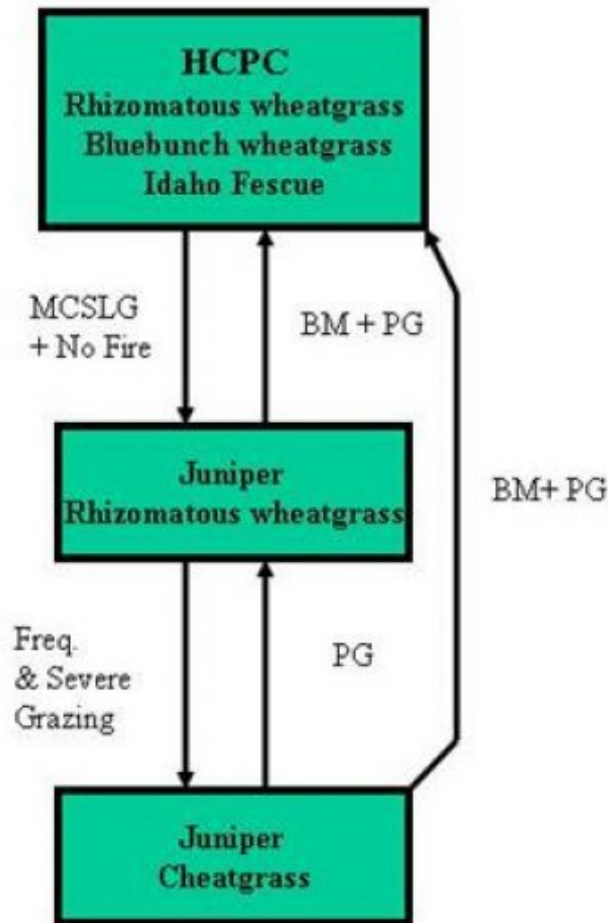 HCPC
Rhizomatous wheatgrass
Bluebunch wheatgrass
Idaho Fescue
MCSLG
+ No Fire
BM + PG
Juniper
Rhizomatous wheatgrass
BM+ PG
Freq.
& Severe
Grazing
PG
Juniper
Cheatgrass